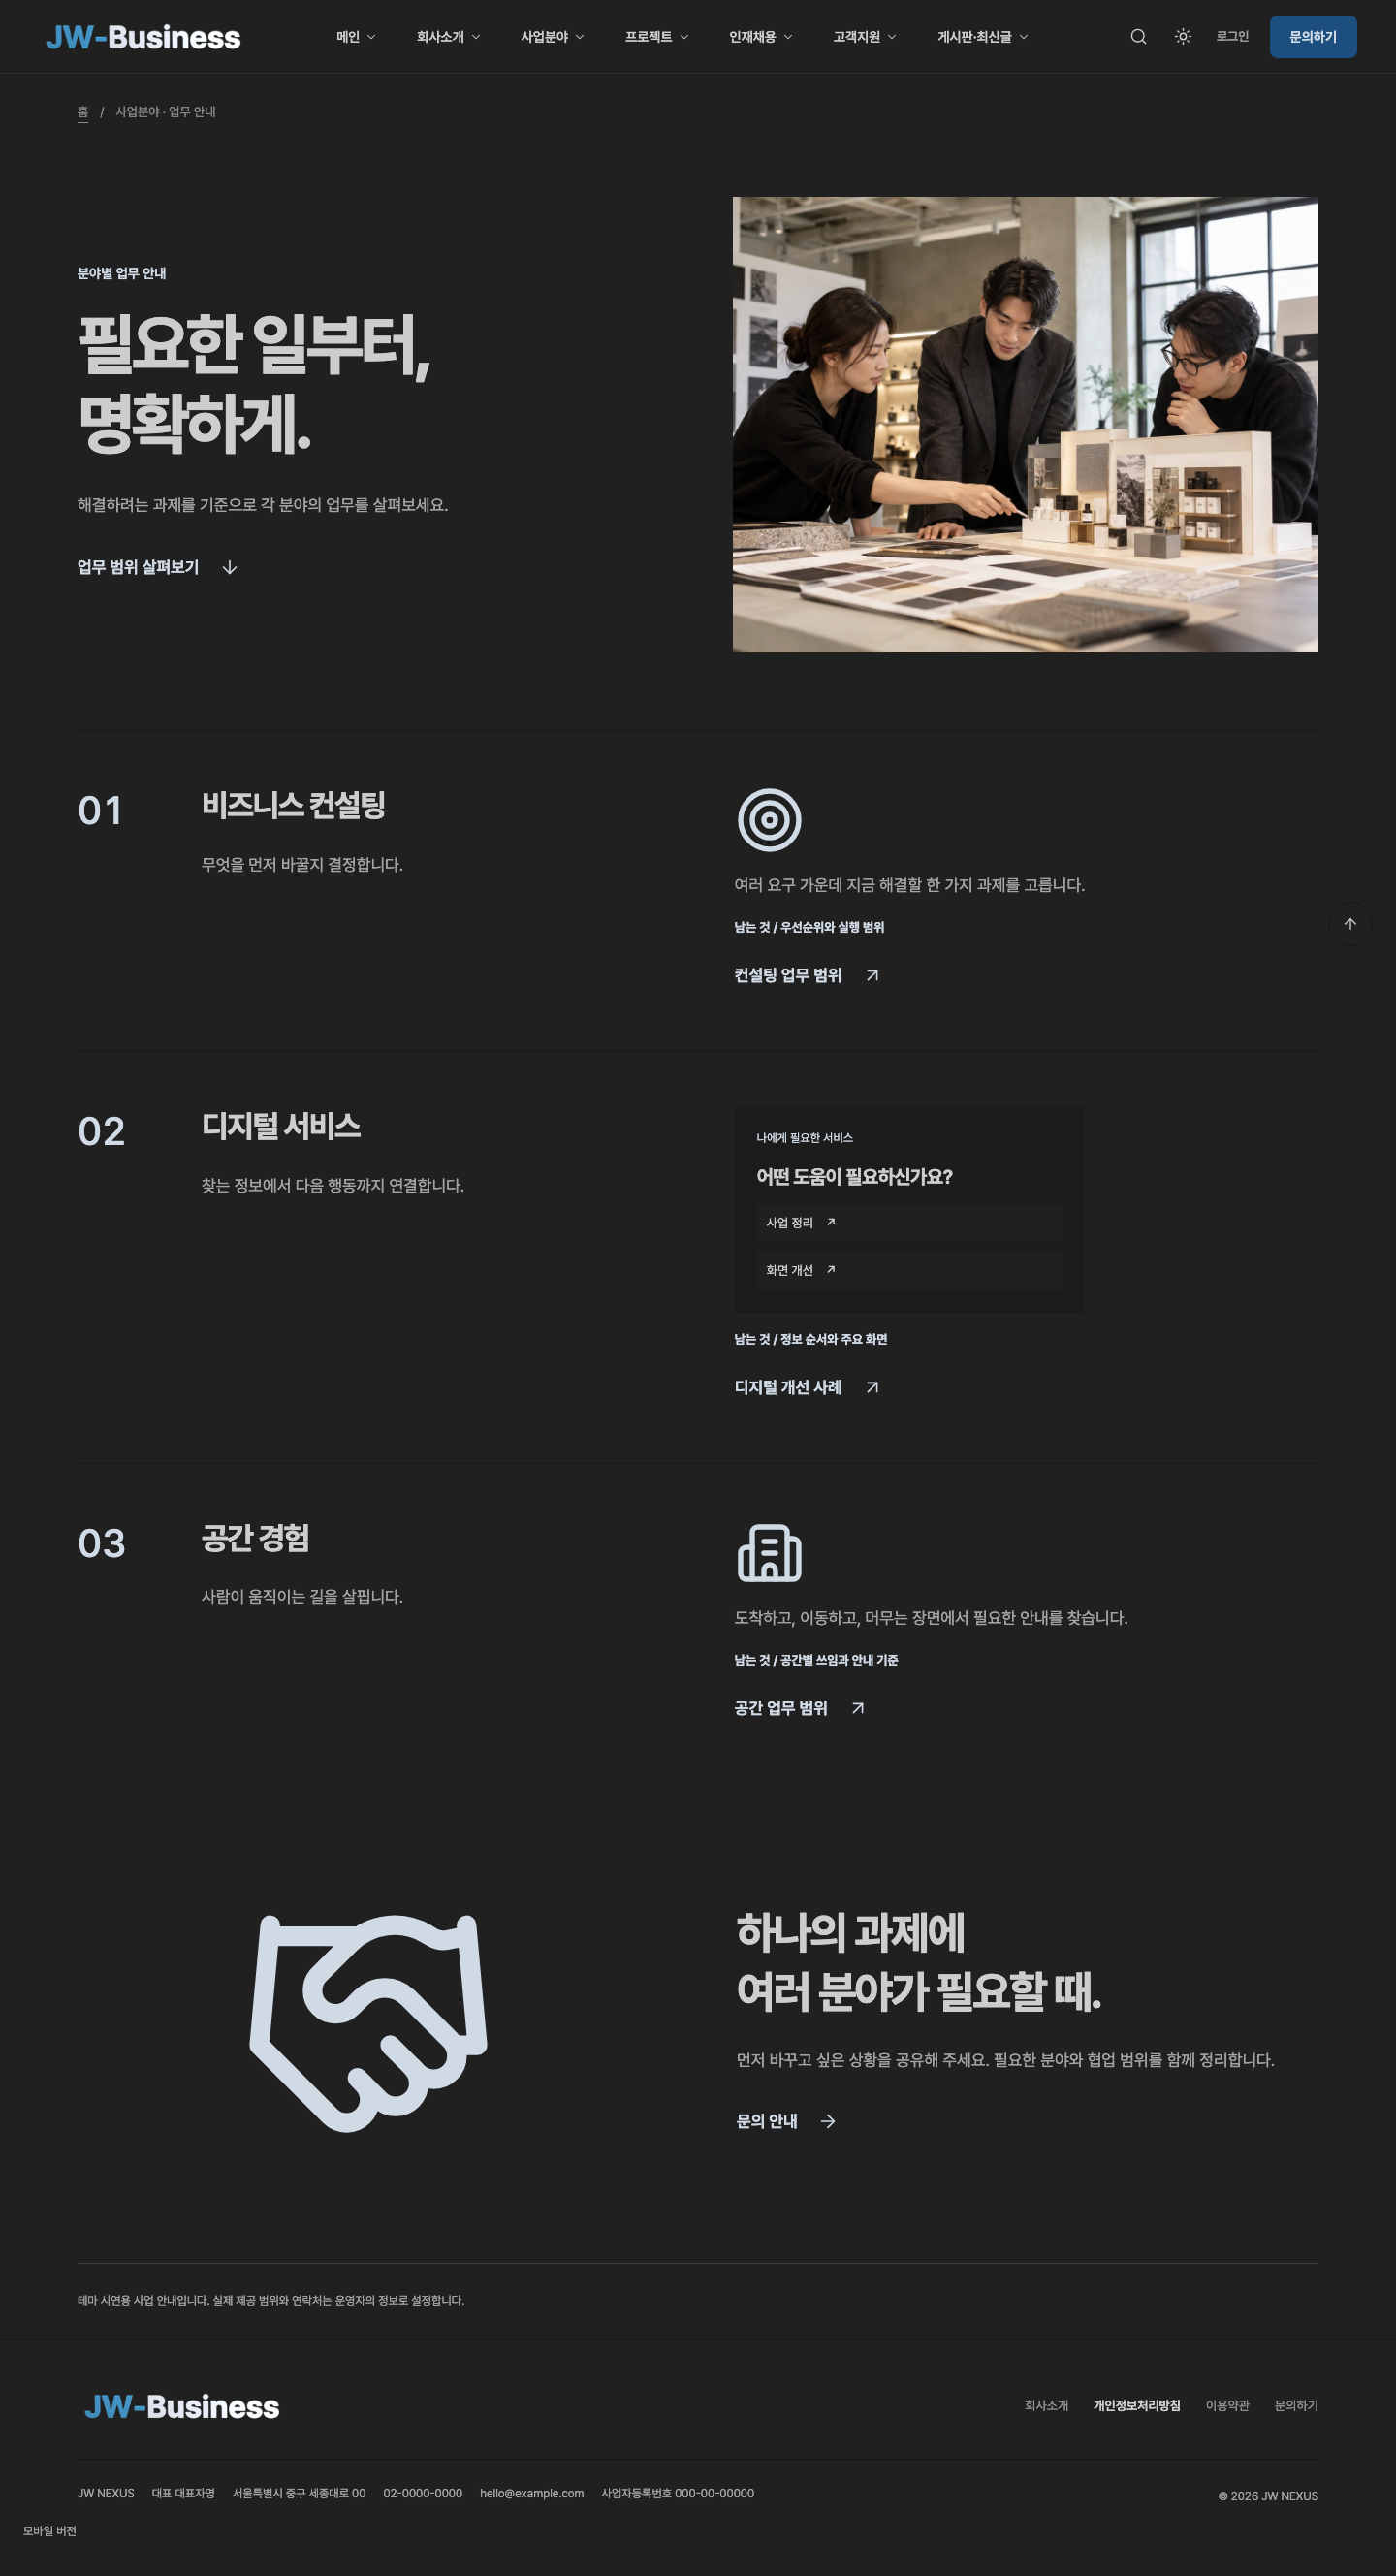 JW-Business
메인
회사소개
사업분야
프로젝트
인재채용
고객지원
게시판·최신글
로그인
문의하기
홈 / 사업분야 · 업무 안내
분야별 업무 안내
필요한 일부터,
명확하게.
해결하려는 과제를 기준으로 각 분야의 업무를 살펴보세요.
업무 범위 살펴보기
01
비즈니스 컨설팅
무엇을 먼저 바꿀지 결정합니다.
여러 요구 가운데 지금 해결할 한 가지 과제를 고릅니다.
남는 것 / 우선순위와 실행 범위
컨설팅 업무 범위
02
디지털 서비스
찾는 정보에서 다음 행동까지 연결합니다.
나에게 필요한 서비스
어떤 도움이 필요하신가요?
사업 정리
화면 개선
남는 것 / 정보 순서와 주요 화면
디지털 개선 사례
03
공간 경험
사람이 움직이는 길을 살핍니다.
도착하고, 이동하고, 머무는 장면에서 필요한 안내를 찾습니다.
남는 것 / 공간별 쓰임과 안내 기준
공간 업무 범위
하나의 과제에
여러 분야가 필요할 때.
먼저 바꾸고 싶은 상황을 공유해 주세요. 필요한 분야와 협업 범위를 함께 정리합니다.
문의 안내
테마 시연용 사업 안내입니다. 실제 제공 범위와 연락처는 운영자의 정보로 설정합니다.
JW-Business
회사소개
개인정보처리방침
이용약관
문의하기
JW NEXUS
대표 대표자명
서울특별시 중구 세종대로 00
02-0000-0000
hello@example.com
사업자등록번호 000-00-00000
© 2026 JW NEXUS
모바일 버전